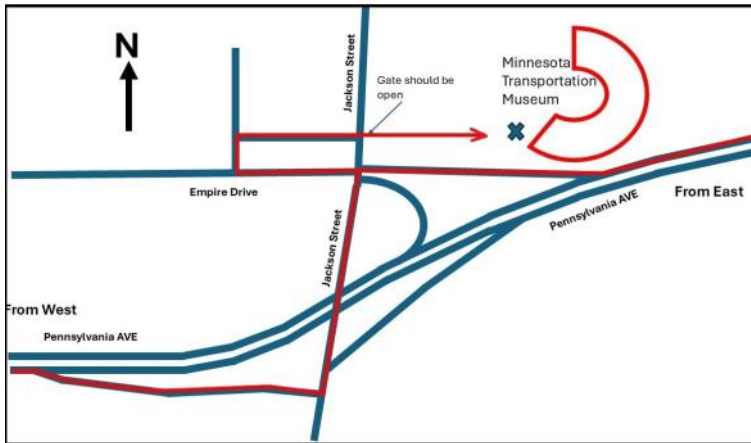 N
Jackson Street
Gate should be
open
Minnesota
Transportation
Museum
Empire Drive
Jackson Street
Pennsylvania AVE
From East
From West
Pennsylvania AVE